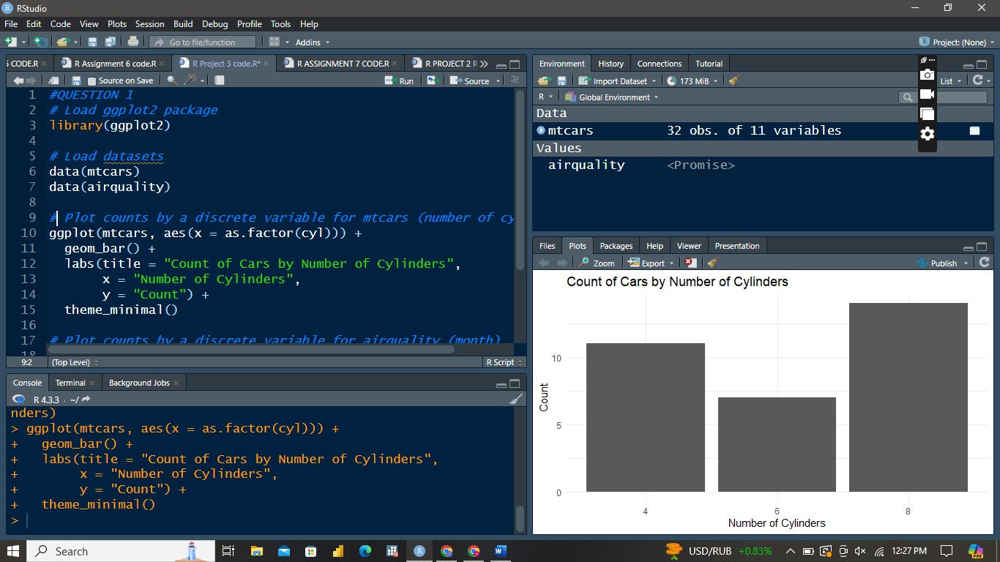 RStudio
File Edit Code View Plots Session Build Debug Profile Tools Help
Go to file/function Addins Project: (None)
CODE.R R Assignment 6 code.R R Project 3 code.R* R ASSIGNMENT 7 CODE.R R PROJECT 2
Source on Save Run Source
1 #QUESTION 1
2 # Load ggplot2 package
3 library(ggplot2)
4
5 # Load datasets
6 data(mtcars)
7 data(airquality)
8
9 # Plot counts by a discrete variable for mtcars (number of cy
10 ggplot(mtcars, aes(x = as.factor(cyl))) +
11 geom_bar() +
12 labs(title = "Count of Cars by Number of Cylinders",
13 x = "Number of Cylinders",
14 y = "Count") +
15 theme_minimal()
16
17 # Plot counts by a discrete variable for airquality (month)
18
9:2 (Top Level) R Script
Console Terminal Background Jobs
R 4.3.3 · ~/
nders)
> ggplot(mtcars, aes(x = as.factor(cyl))) +
+ geom_bar() +
+ labs(title = "Count of Cars by Number of Cylinders",
+ x = "Number of Cylinders",
+ y = "Count") +
+ theme_minimal()
>
Environment History Connections Tutorial
Import Dataset 173 MiB List
R Global Environment
Data
mtcars 32 obs. of 11 variables
Values
airquality <Promise>
Files Plots Packages Help Viewer Presentation
Zoom Export Publish
Count of Cars by Number of Cylinders
10
5
0
Count
4 6 8
Number of Cylinders
Search USD/RUB +0.83% 12:27 PM
PRE